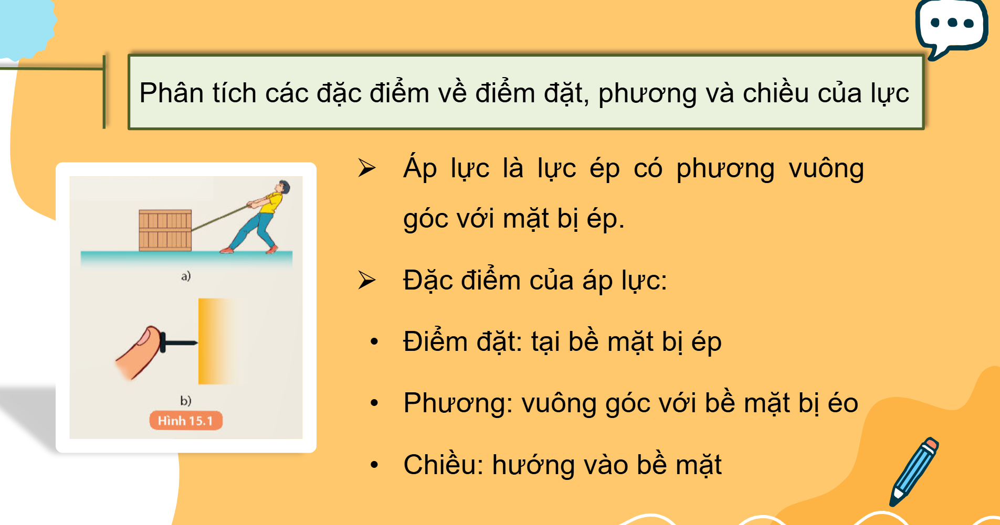 Phân tích các đặc điểm về điểm đặt, phương và chiều của lực
a)
b)
Hình 15.1
➢ Áp lực là lực ép có phương vuông
góc với mặt bị ép.
➢ Đặc điểm của áp lực:
• Điểm đặt: tại bề mặt bị ép
• Phương: vuông góc với bề mặt bị éo
• Chiều: hướng vào bề mặt